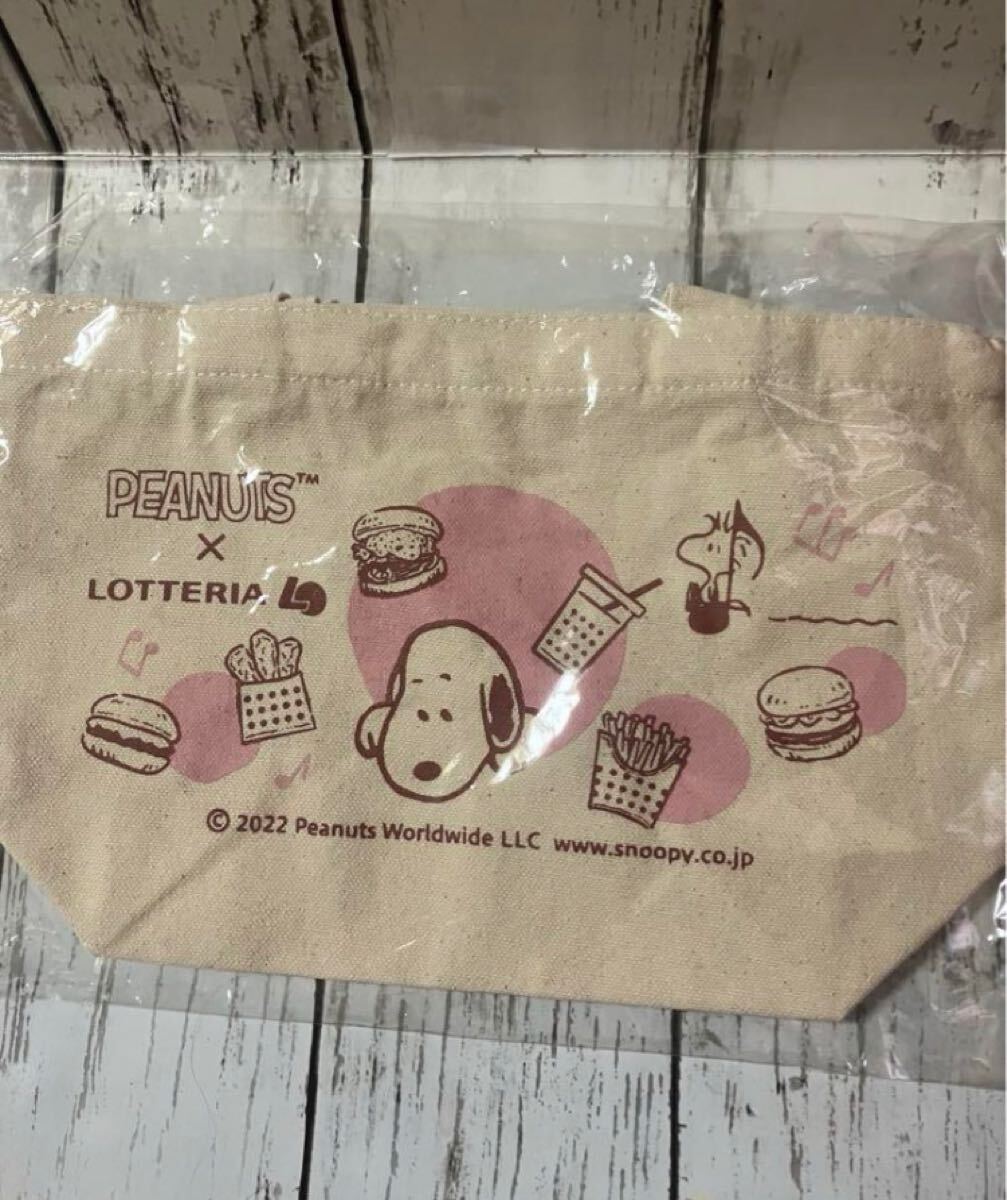 PEANUTS™
×
LOTTERIA
© 2022 Peanuts Worldwide LLC www.snoopy.co.jp